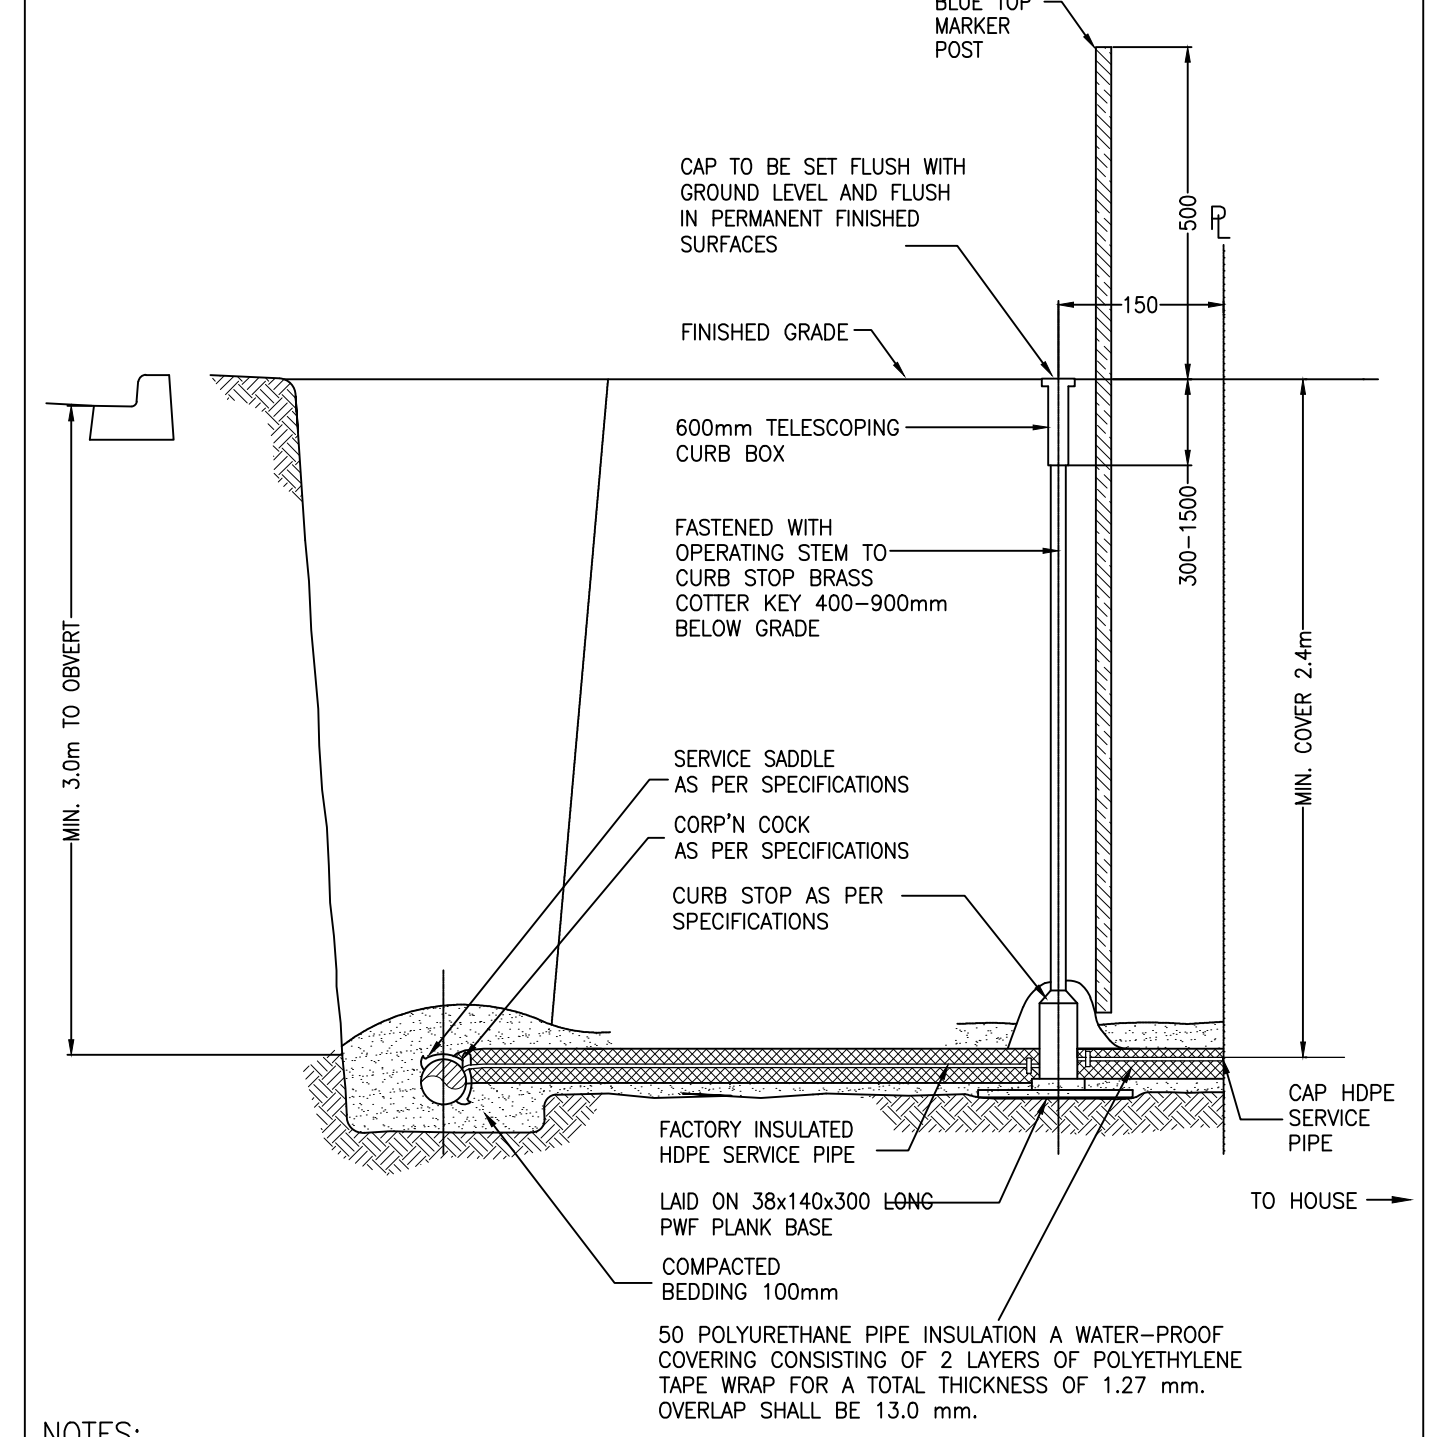 BLUE TOP
MARKER
POST
CAP TO BE SET FLUSH WITH
GROUND LEVEL AND FLUSH
IN PERMANENT FINISHED
SURFACES
500
PL
150
FINISHED GRADE
600mm TELESCOPING
CURB BOX
300-1500
FASTENED WITH
OPERATING STEM TO
CURB STOP BRASS
COTTER KEY 400-900mm
BELOW GRADE
MIN. 3.0m TO OBVERT
MIN. COVER 2.4m
SERVICE SADDLE
AS PER SPECIFICATIONS
CORP'N COCK
AS PER SPECIFICATIONS
CURB STOP AS PER
SPECIFICATIONS
CAP HDPE
SERVICE
PIPE
FACTORY INSULATED
HDPE SERVICE PIPE
LAID ON 38x140x300 LONG
PWF PLANK BASE
TO HOUSE
COMPACTED
BEDDING 100mm
50 POLYURETHANE PIPE INSULATION A WATER-PROOF
COVERING CONSISTING OF 2 LAYERS OF POLYETHYLENE
TAPE WRAP FOR A TOTAL THICKNESS OF 1.27 mm.
OVERLAP SHALL BE 13.0 mm.
NOTES: